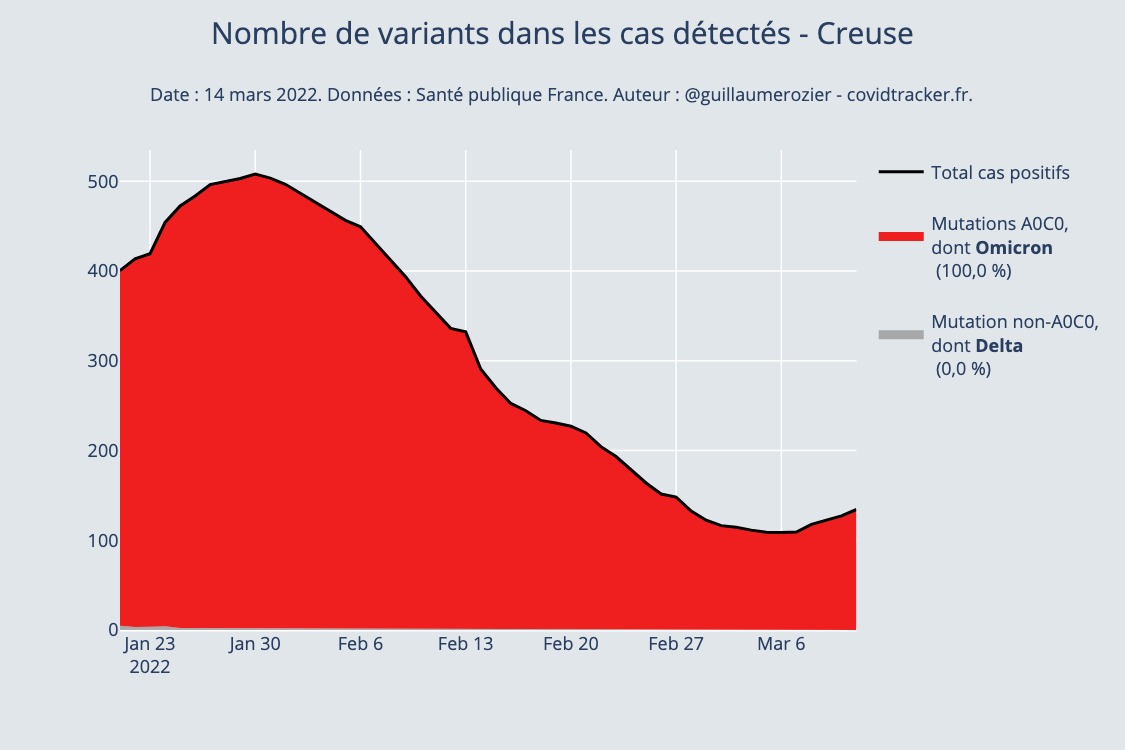 Nombre de variants dans les cas détectés - Creuse
Date : 14 mars 2022. Données : Santé publique France. Auteur : @guillaumerozier - covidtracker.fr.
500
400
300
200
100
0
Jan 23
2022
Jan 30
Feb 6
Feb 13
Feb 20
Feb 27
Mar 6
Total cas positifs
Mutations A0C0,
dont Omicron
(100,0 %)
Mutation non-A0C0,
dont Delta
(0,0 %)